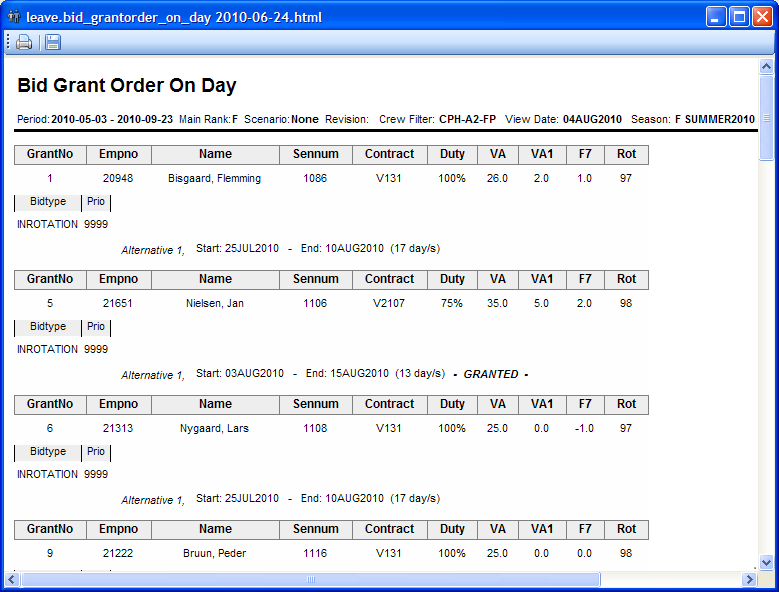 leave.bid_grantorder_on_day 2010-06-24.html
Bid Grant Order On Day
Period: 2010-05-03 - 2010-09-23 Main Rank: F Scenario: None Revision: Crew Filter: CPH-A2-FP View Date: 04AUG2010 Season: F SUMMER2010
GrantNo Empno Name Sennum Contract Duty VA VA1 F7 Rot
1 20948 Bisgaard, Flemming 1086 V131 100% 26.0 2.0 1.0 97
Bidtype Prio
INROTATION 9999
Alternative 1, Start: 25JUL2010 - End: 10AUG2010 (17 day/s)
GrantNo Empno Name Sennum Contract Duty VA VA1 F7 Rot
5 21651 Nielsen, Jan 1106 V2107 75% 35.0 5.0 2.0 98
Bidtype Prio
INROTATION 9999
Alternative 1, Start: 03AUG2010 - End: 15AUG2010 (13 day/s) - GRANTED -
GrantNo Empno Name Sennum Contract Duty VA VA1 F7 Rot
6 21313 Nygaard, Lars 1108 V131 100% 25.0 0.0 -1.0 97
Bidtype Prio
INROTATION 9999
Alternative 1, Start: 25JUL2010 - End: 10AUG2010 (17 day/s)
GrantNo Empno Name Sennum Contract Duty VA VA1 F7 Rot
9 21222 Bruun, Peder 1116 V131 100% 25.0 0.0 0.0 98